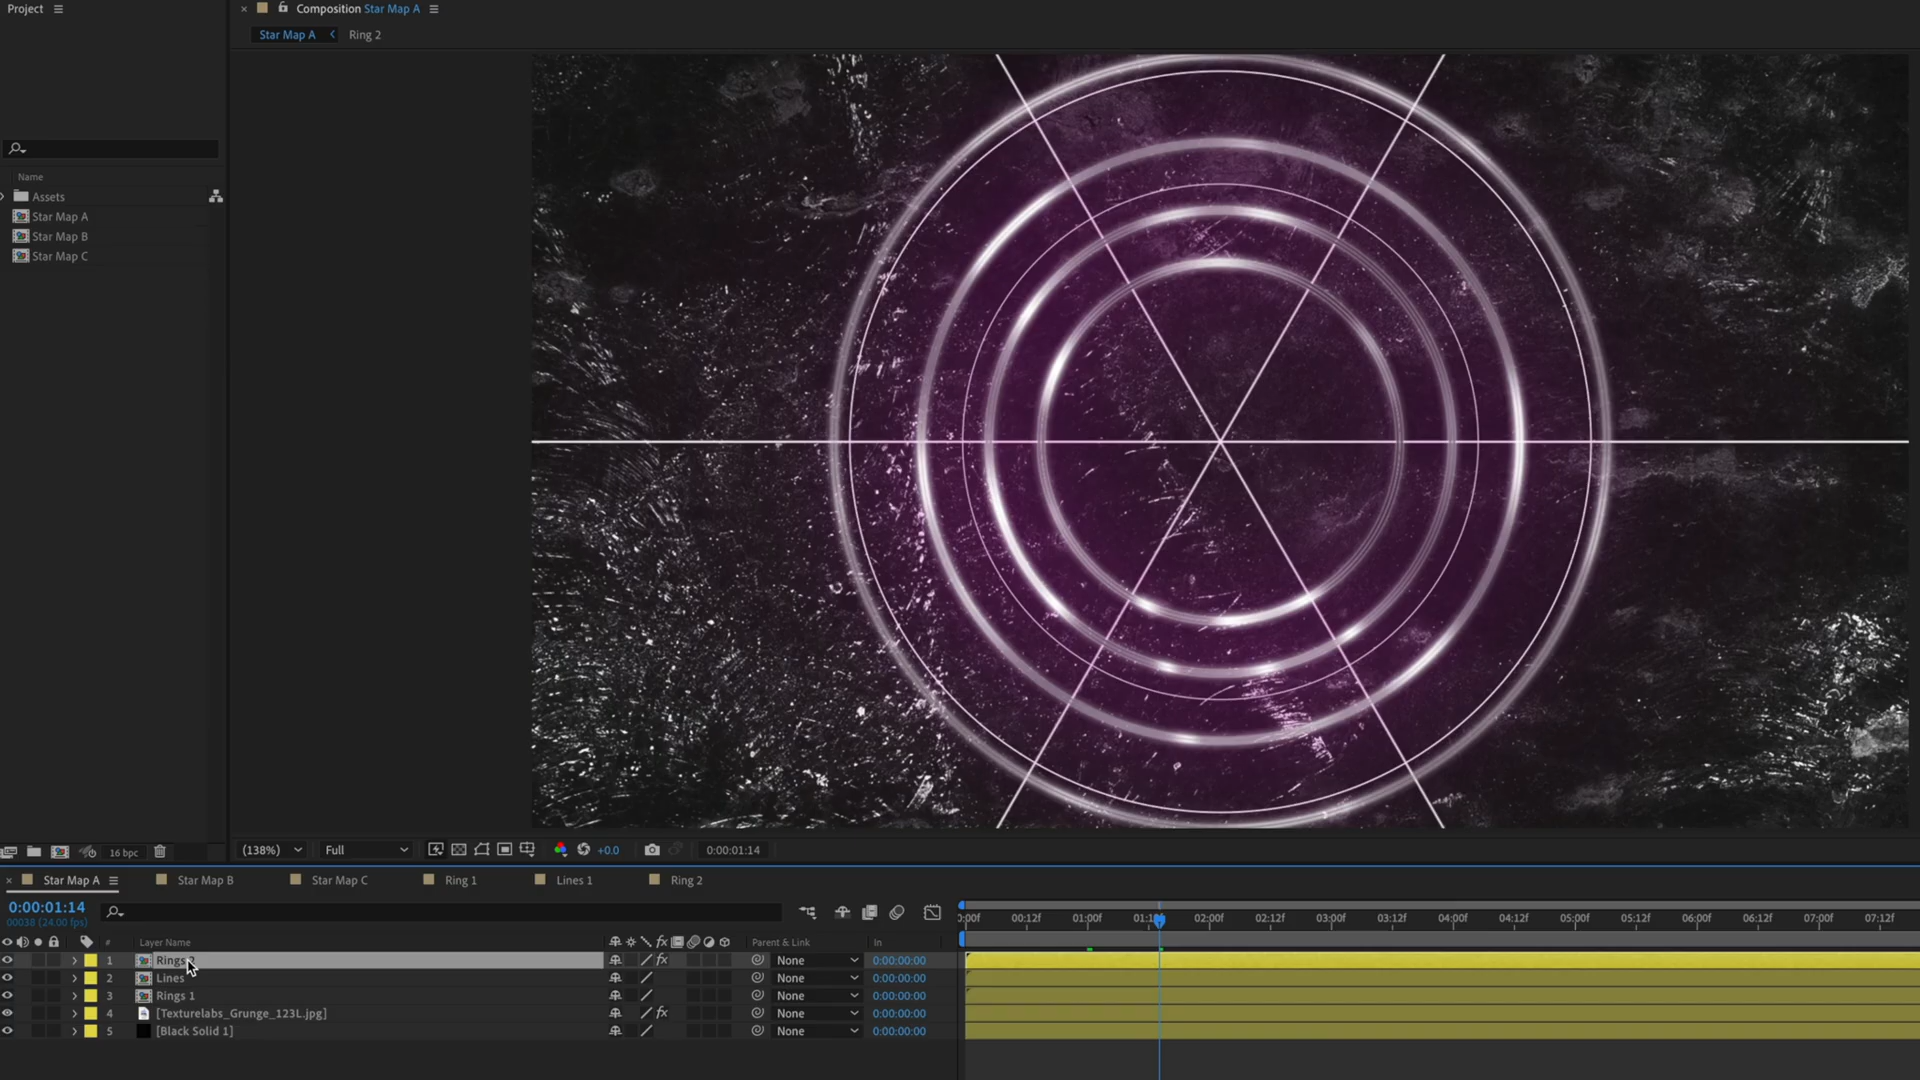 Project
Composition Star Map A
Star Map A
Ring 2
Name
Assets
Star Map A
Star Map B
Star Map C
16 bpc
(138%)
Full
+0.0
0:00:01:14
Star Map A
Star Map B
Star Map C
Ring 1
Lines 1
Ring 2
0:00:01:14
00038 (24.00 fps)
00:12f 01:00f 02:00f 02:12f 03:00f 03:12f 04:00f 04:12f 05:00f 05:12f 06:00f 06:12f 07:00f 07:12f
# Layer Name fx Parent & Link In
1 Rings fx None 0:00:00:00
2 Lines None 0:00:00:00
3 Rings 1 None 0:00:00:00
4 [Texturelabs_Grunge_123L.jpg] fx None 0:00:00:00
5 [Black Solid 1] None 0:00:00:00